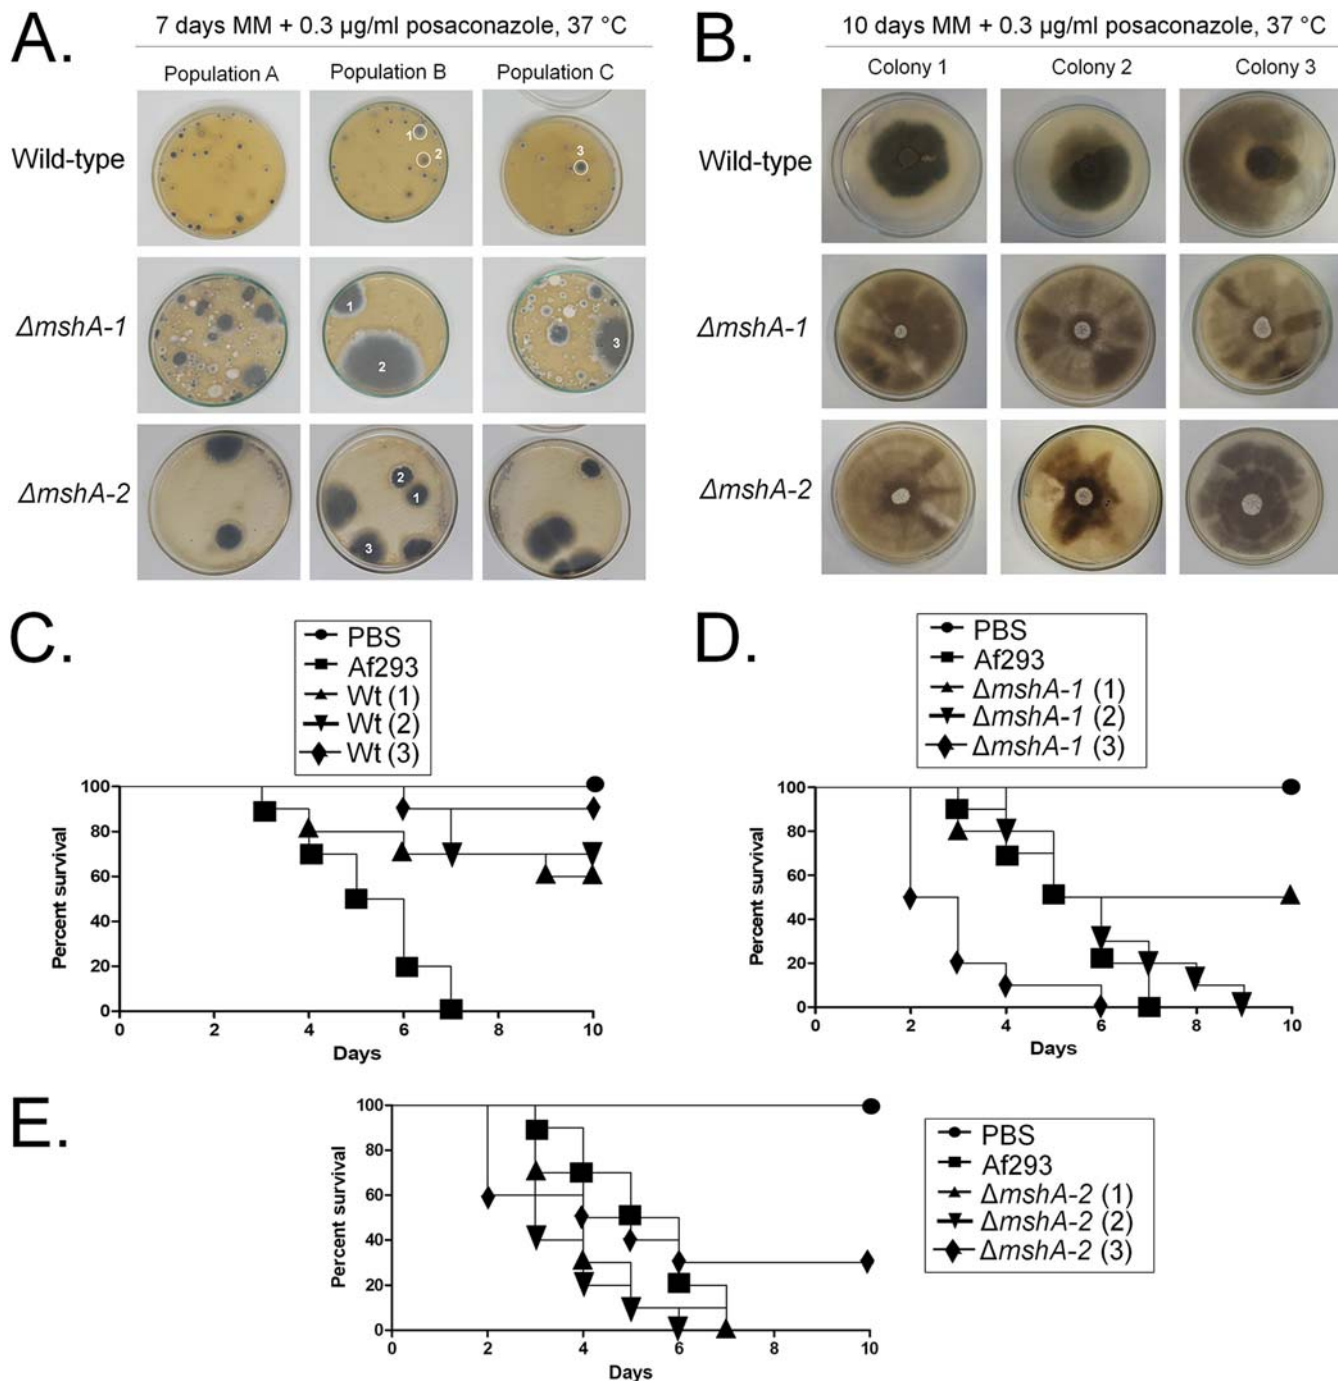 A.
7 days MM + 0.3 µg/ml posaconazole, 37 °C
Population A Population B Population C
Wild-type
1
2
3
ΔmshA-1
1
2
3
ΔmshA-2
2
1
3
B.
10 days MM + 0.3 µg/ml posaconazole, 37 °C
Colony 1 Colony 2 Colony 3
Wild-type
ΔmshA-1
ΔmshA-2
C.
PBS
Af293
Wt (1)
Wt (2)
Wt (3)
Percent survival
100
80
60
40
20
0
0 2 4 6 8 10
Days
D.
PBS
Af293
ΔmshA-1 (1)
ΔmshA-1 (2)
ΔmshA-1 (3)
Percent survival
100
80
60
40
20
0
0 2 4 6 8 10
Days
E.
Percent survival
100
80
60
40
20
0
0 2 4 6 8 10
Days
PBS
Af293
ΔmshA-2 (1)
ΔmshA-2 (2)
ΔmshA-2 (3)